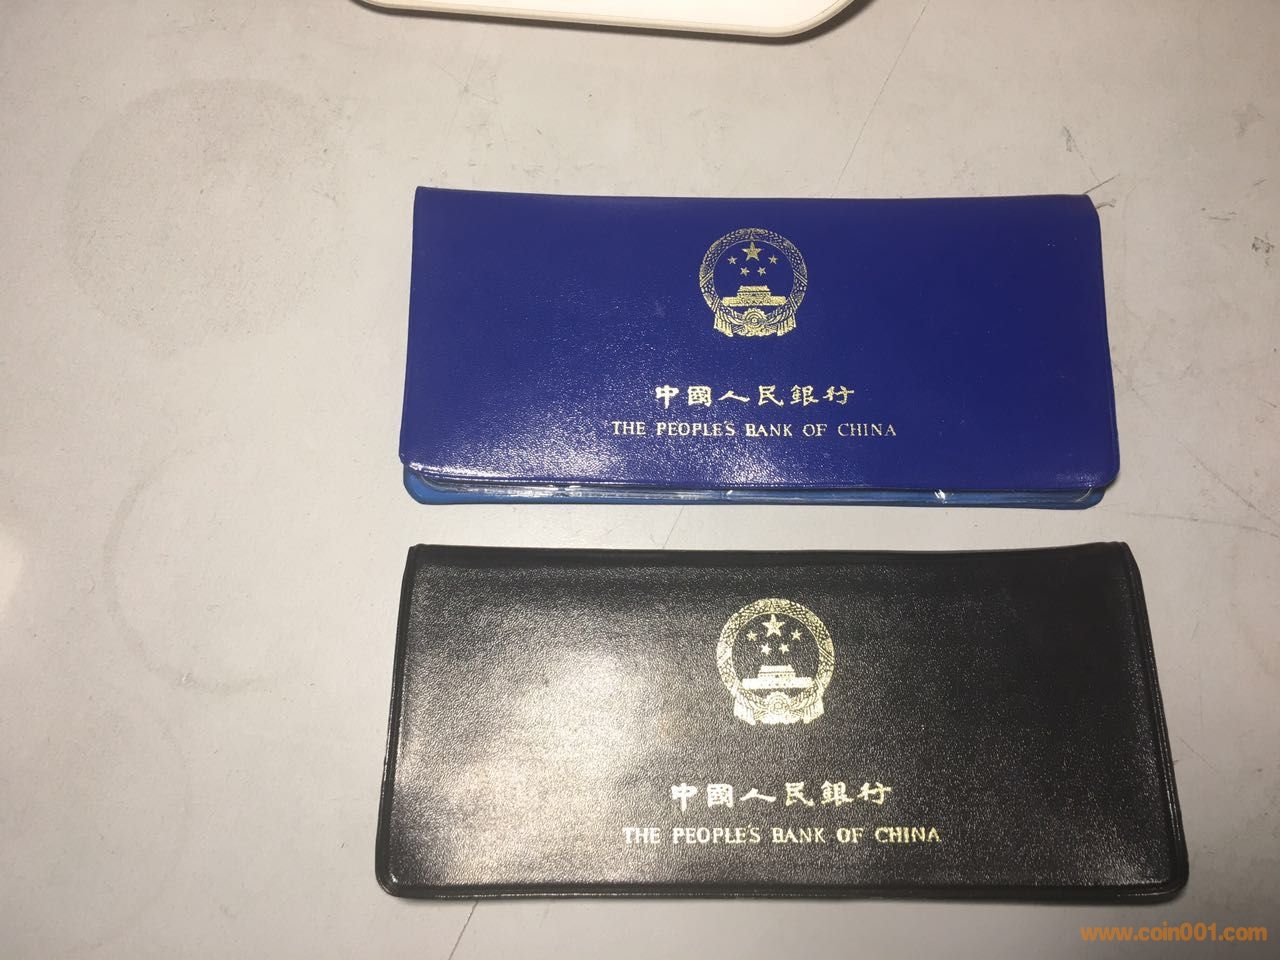 中國人民銀行
THE PEOPLE'S BANK OF CHINA
中國人民銀行
THE PEOPLE'S BANK OF CHINA
www.coin001.com